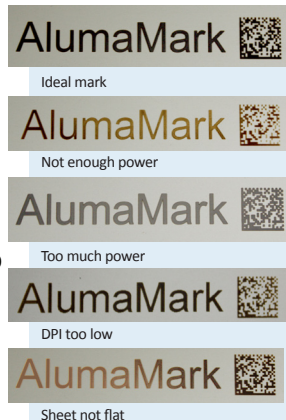 AlumaMark
Ideal mark
AlumaMark
Not enough power
AlumaMark
Too much power
AlumaMark
DPI too low
AlumaMark
Sheet not flat